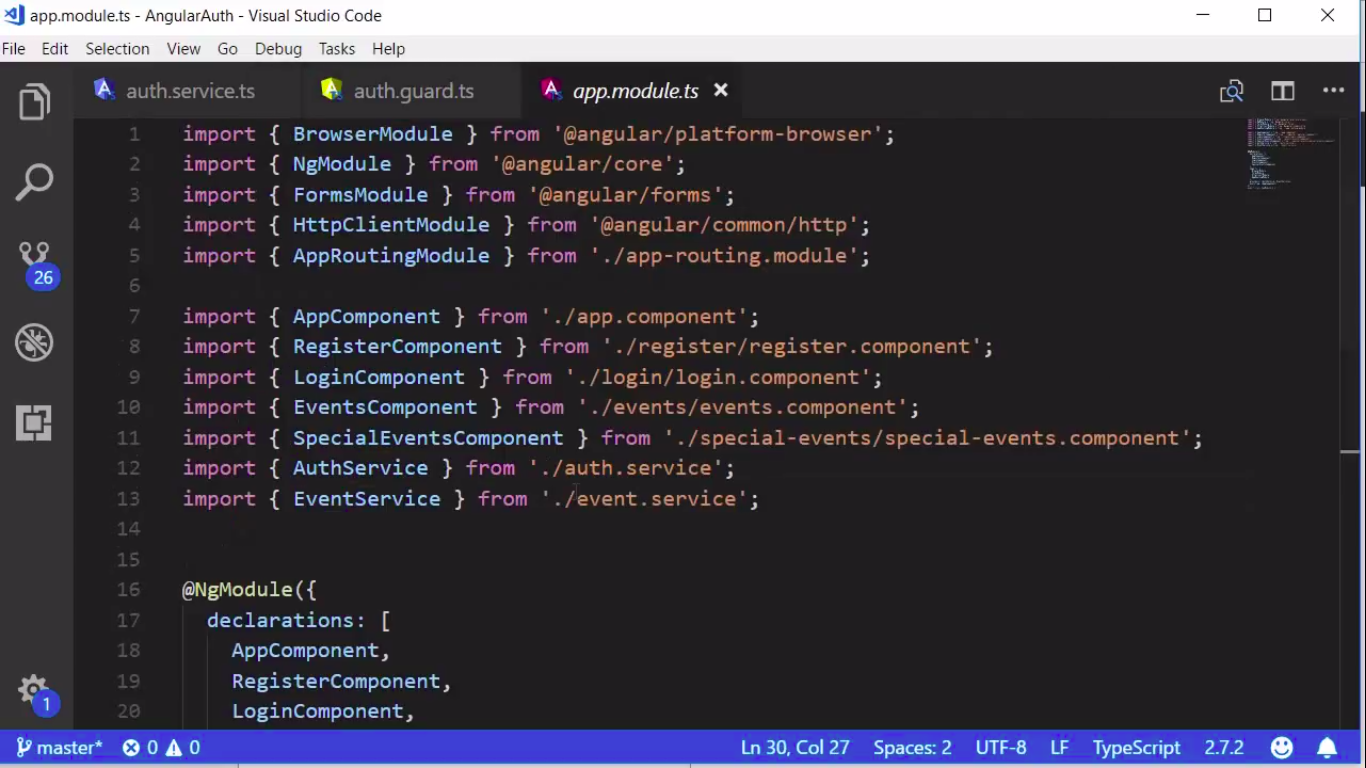 app.module.ts - AngularAuth - Visual Studio Code
File Edit Selection View Go Debug Tasks Help
auth.service.ts auth.guard.ts app.module.ts
1 import { BrowserModule } from '@angular/platform-browser';
2 import { NgModule } from '@angular/core';
3 import { FormsModule } from '@angular/forms';
4 import { HttpClientModule } from '@angular/common/http';
5 import { AppRoutingModule } from './app-routing.module';
6
7 import { AppComponent } from './app.component';
8 import { RegisterComponent } from './register/register.component';
9 import { LoginComponent } from './login/login.component';
10 import { EventsComponent } from './events/events.component';
11 import { SpecialEventsComponent } from './special-events/special-events.component';
12 import { AuthService } from './auth.service';
13 import { EventService } from './event.service';
14
15
16 @NgModule({
17 declarations: [
18 AppComponent,
19 RegisterComponent,
20 LoginComponent,
26
1
master* 0 0 Ln 30, Col 27 Spaces: 2 UTF-8 LF TypeScript 2.7.2